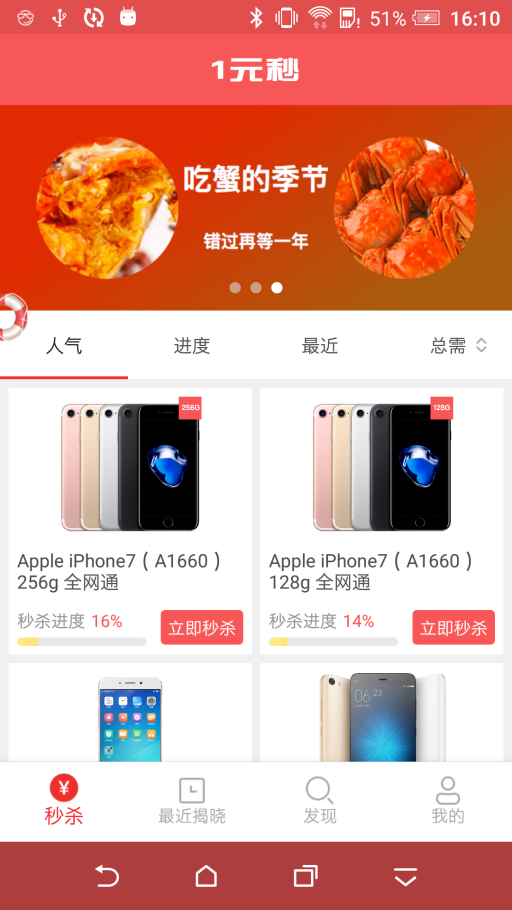 51% 16:10
1元秒
吃蟹的季节
错过再等一年
人气 进度 最近 总需
256G 128G
Apple iPhone7（A1660）
256g 全网通
秒杀进度 16% 立即秒杀
Apple iPhone7（A1660）
128g 全网通
秒杀进度 14% 立即秒杀
06:23
秒杀 最近揭晓 发现 我的